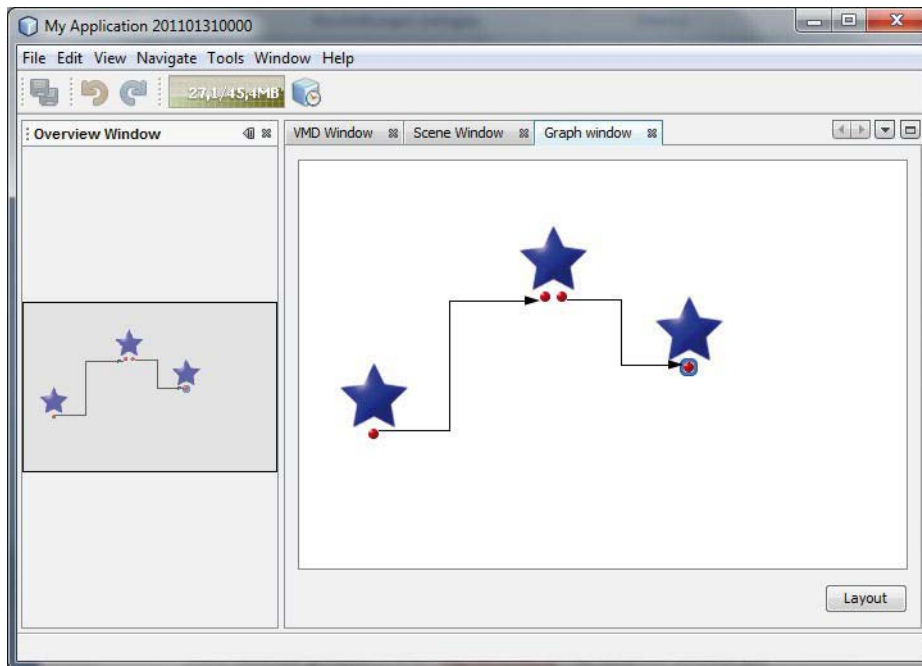 My Application 201101310000
File Edit View Navigate Tools Window Help
27,1/45,4MB
Overview Window
VMD Window Scene Window Graph window
Layout